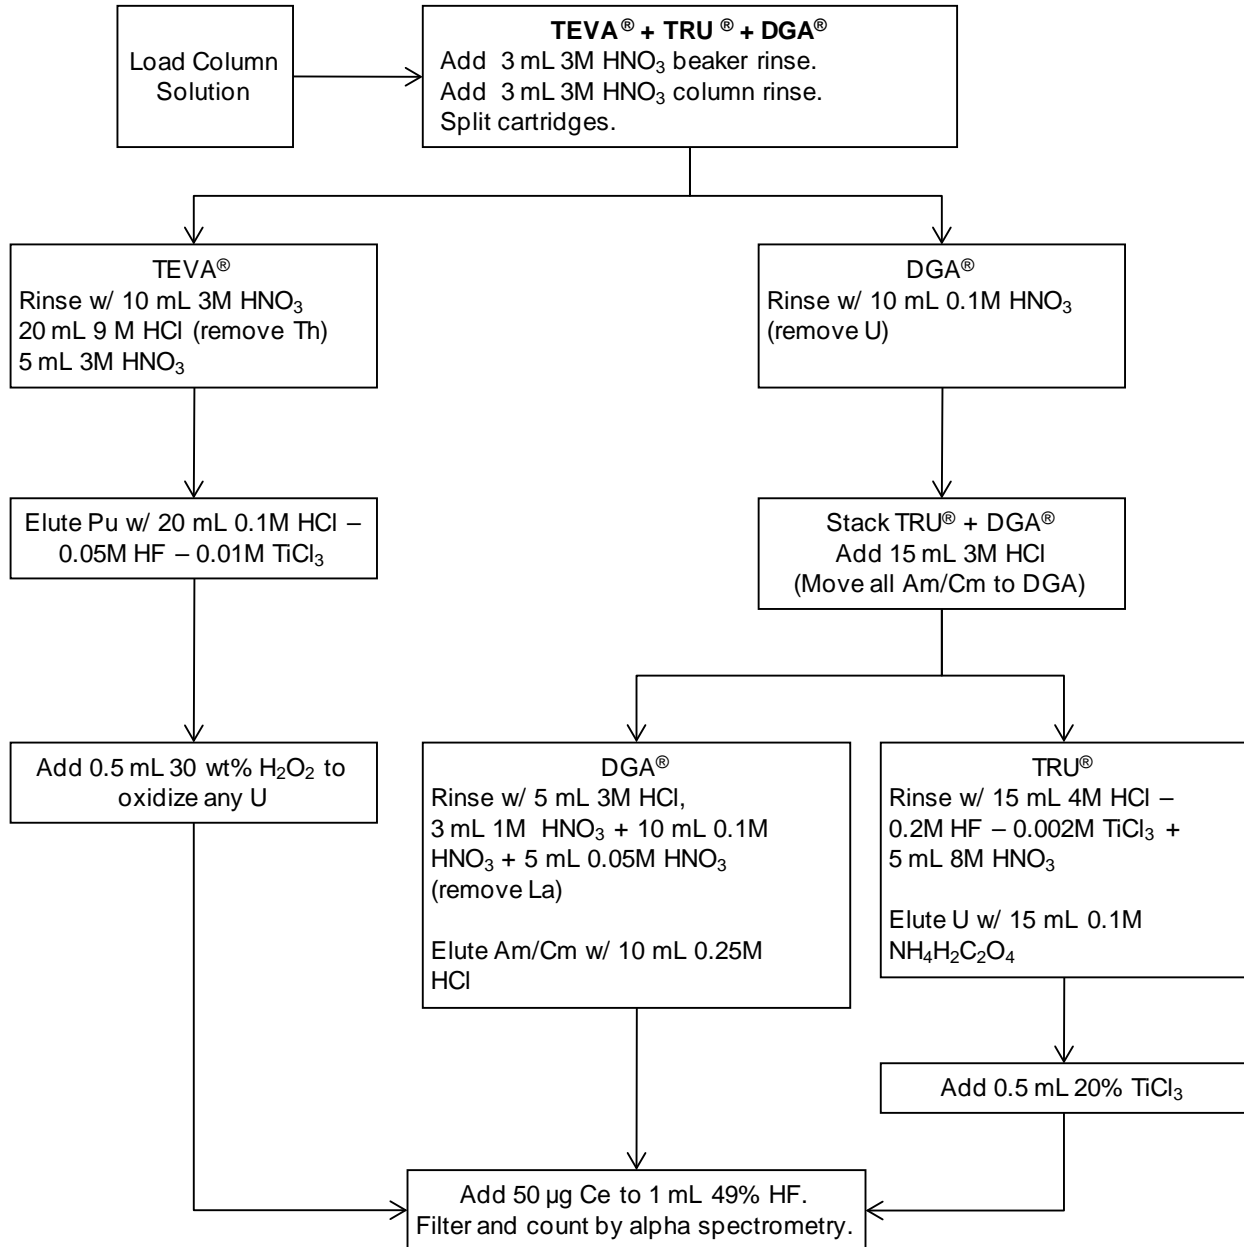 Load Column
Solution
TEVA® + TRU ® + DGA®
Add 3 mL 3M HNO₃ beaker rinse.
Add 3 mL 3M HNO₃ column rinse.
Split cartridges.
TEVA®
Rinse w/ 10 mL 3M HNO₃
20 mL 9 M HCl (remove Th)
5 mL 3M HNO₃
DGA®
Rinse w/ 10 mL 0.1M HNO₃
(remove U)
Elute Pu w/ 20 mL 0.1M HCl –
0.05M HF – 0.01M TiCl₃
Stack TRU® + DGA®
Add 15 mL 3M HCl
(Move all Am/Cm to DGA)
Add 0.5 mL 30 wt% H₂O₂ to
oxidize any U
DGA®
Rinse w/ 5 mL 3M HCl,
3 mL 1M HNO₃ + 10 mL 0.1M
HNO₃ + 5 mL 0.05M HNO₃
(remove La)
Elute Am/Cm w/ 10 mL 0.25M
HCl
TRU®
Rinse w/ 15 mL 4M HCl –
0.2M HF – 0.002M TiCl₃ +
5 mL 8M HNO₃
Elute U w/ 15 mL 0.1M
NH₄H₂C₂O₄
Add 0.5 mL 20% TiCl₃
Add 50 µg Ce to 1 mL 49% HF.
Filter and count by alpha spectrometry.